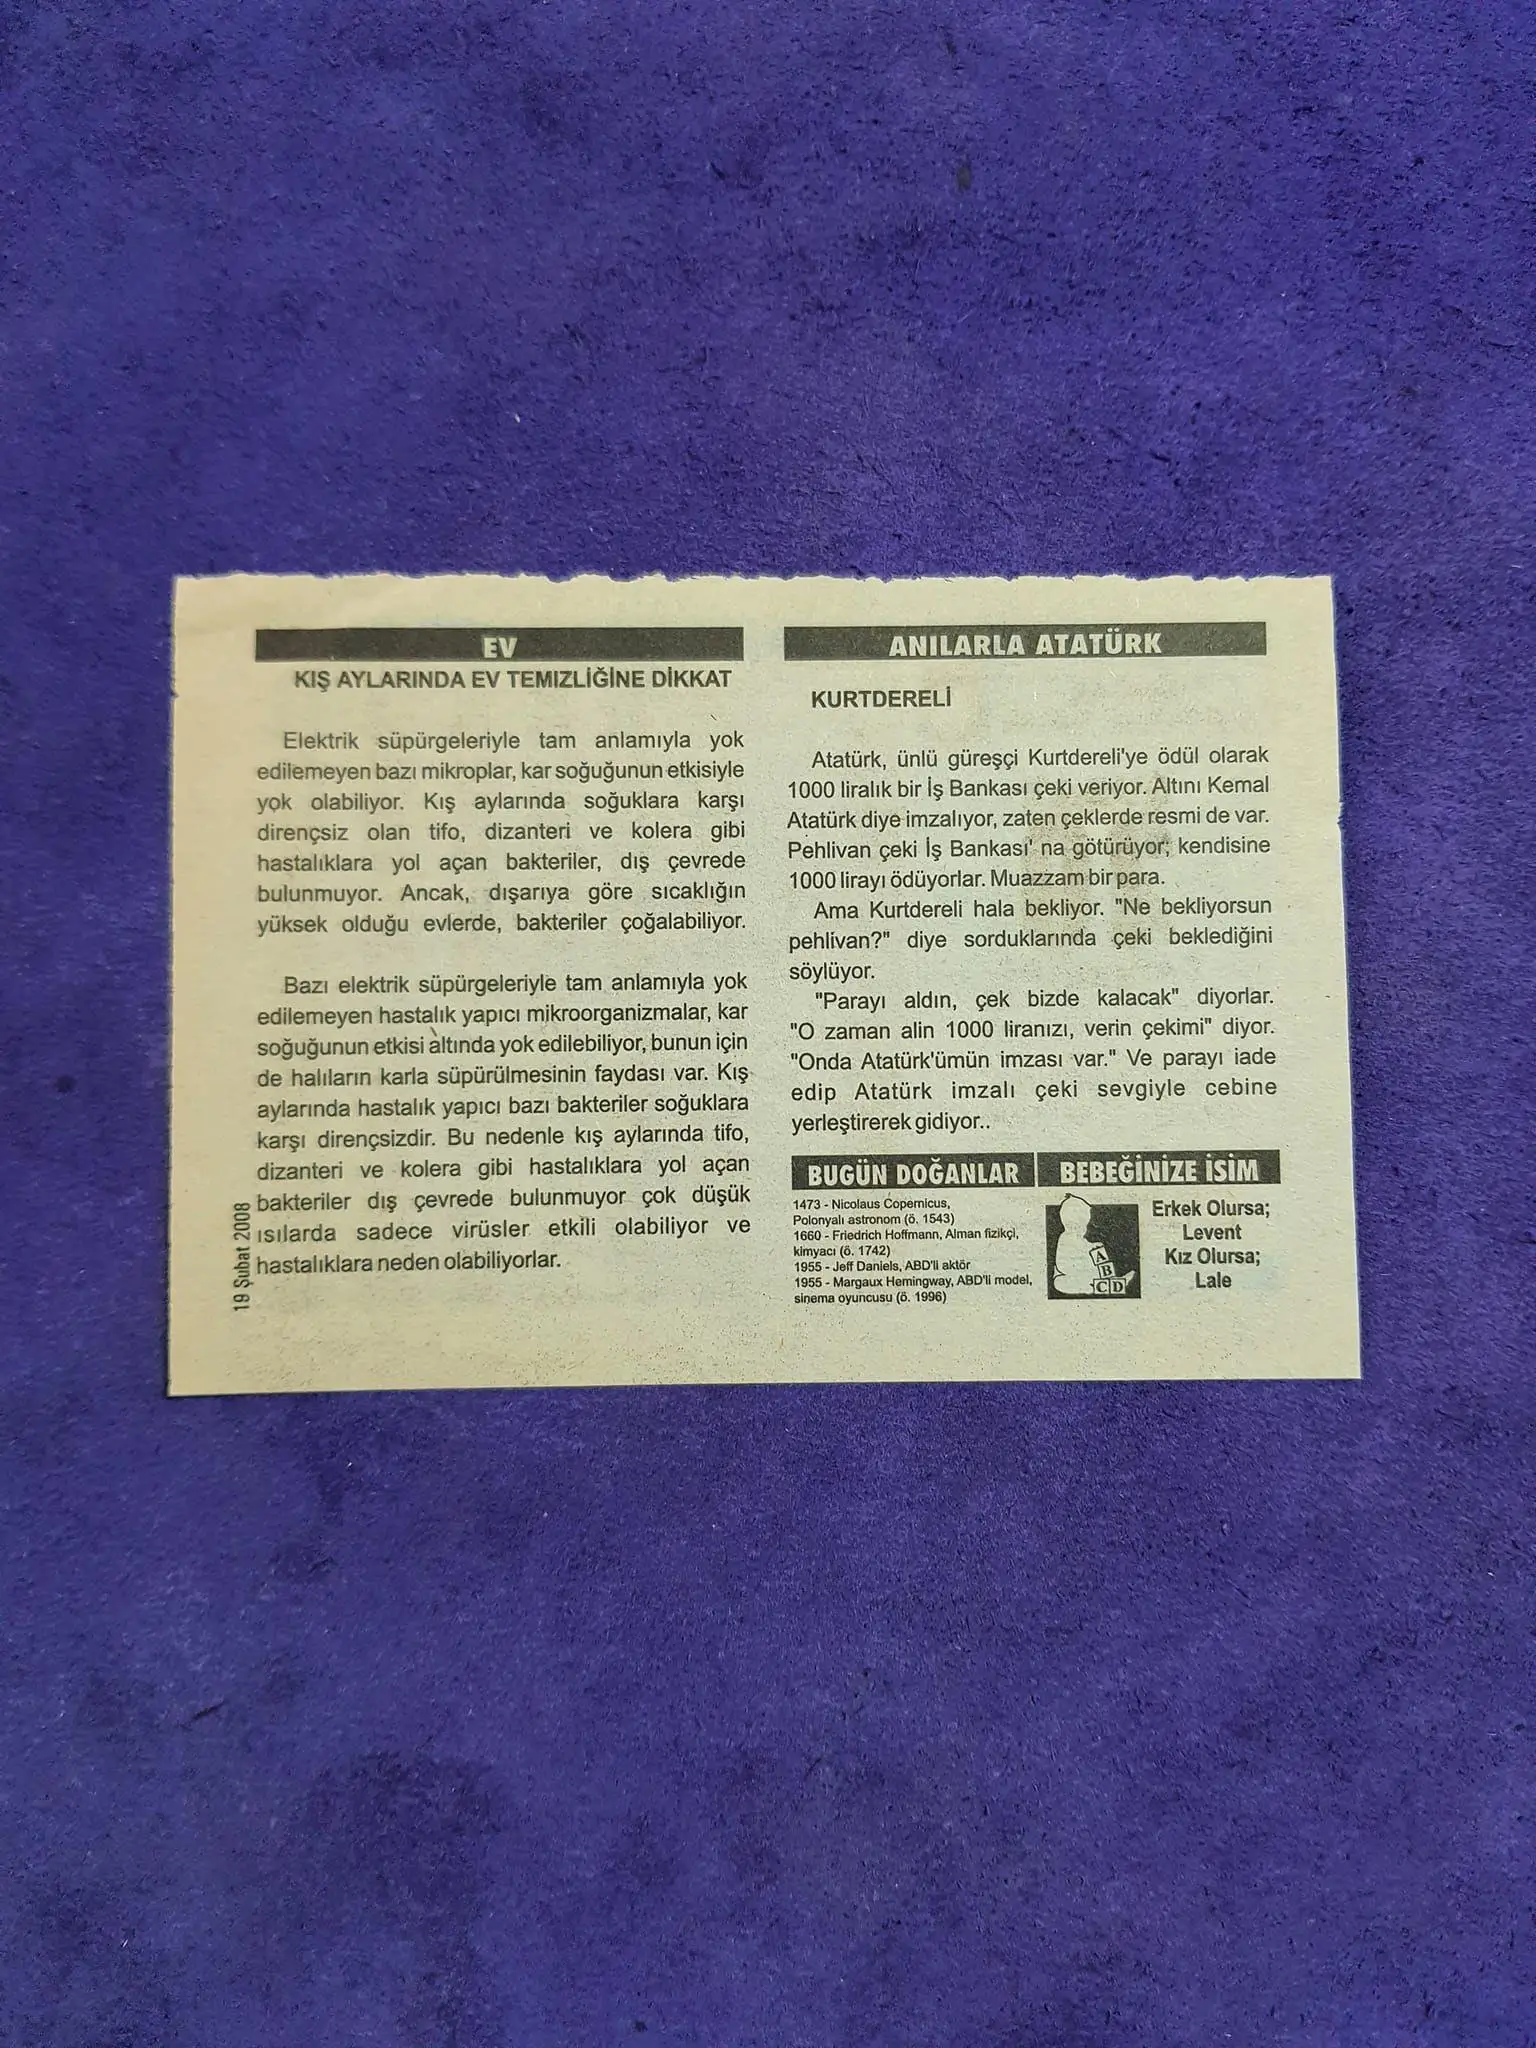 EV
KIŞ AYLARINDA EV TEMIZLİĞİNE DİKKAT
Elektrik süpürgeleriyle tam anlamıyla yok
edilemeyen bazı mikroplar, kar soğuğunun etkisiyle
yok olabiliyor. Kış aylarında soğuklara karşı
dirençsiz olan tifo, dizanteri ve kolera gibi
hastalıklara yol açan bakteriler, dış çevrede
bulunmuyor. Ancak, dışarıya göre sıcaklığın
yüksek olduğu evlerde, bakteriler çoğalabiliyor.
Bazı elektrik süpürgeleriyle tam anlamıyla yok
edilemeyen hastalık yapıcı mikroorganizmalar, kar
soğuğunun etkisi altında yok edilebiliyor, bunun için
de halıların karla süpürülmesinin faydası var. Kış
aylarında hastalık yapıcı bazı bakteriler soğuklara
karşı dirençsizdir. Bu nedenle kış aylarında tifo,
dizanteri ve kolera gibi hastalıklara yol açan
bakteriler dış çevrede bulunmuyor çok düşük
ısılarda sadece virüsler etkili olabiliyor ve
hastalıklara neden olabiliyorlar.
19 Şubat 2008
ANILARLA ATATÜRK
KURTDERELİ
Atatürk, ünlü güreşçi Kurtdereli'ye ödül olarak
1000 liralık bir İş Bankası çeki veriyor. Altını Kemal
Atatürk diye imzalıyor, zaten çeklerde resmi de var.
Pehlivan çeki İş Bankası' na götürüyor; kendisine
1000 lirayı ödüyorlar. Muazzam bir para.
Ama Kurtdereli hala bekliyor. "Ne bekliyorsun
pehlivan?" diye sorduklarında çeki beklediğini
söylüyor.
"Parayı aldın, çek bizde kalacak" diyorlar.
"O zaman alin 1000 liranızı, verin çekimi" diyor.
"Onda Atatürk'ümün imzası var." Ve parayı iade
edip Atatürk imzalı çeki sevgiyle cebine
yerleştirerek gidiyor..
BUGÜN DOĞANLAR
1473 - Nicolaus Copernicus,
Polonyalı astronom (ö. 1543)
1660 - Friedrich Hoffmann, Alman fizikçi,
kimyacı (ö. 1742)
1955 - Jeff Daniels, ABD'li aktör
1955 - Margaux Hemingway, ABD'li model,
sinema oyuncusu (ö. 1996)
BEBEĞİNİZE İSİM
A
B
C D
Erkek Olursa;
Levent
Kız Olursa;
Lale